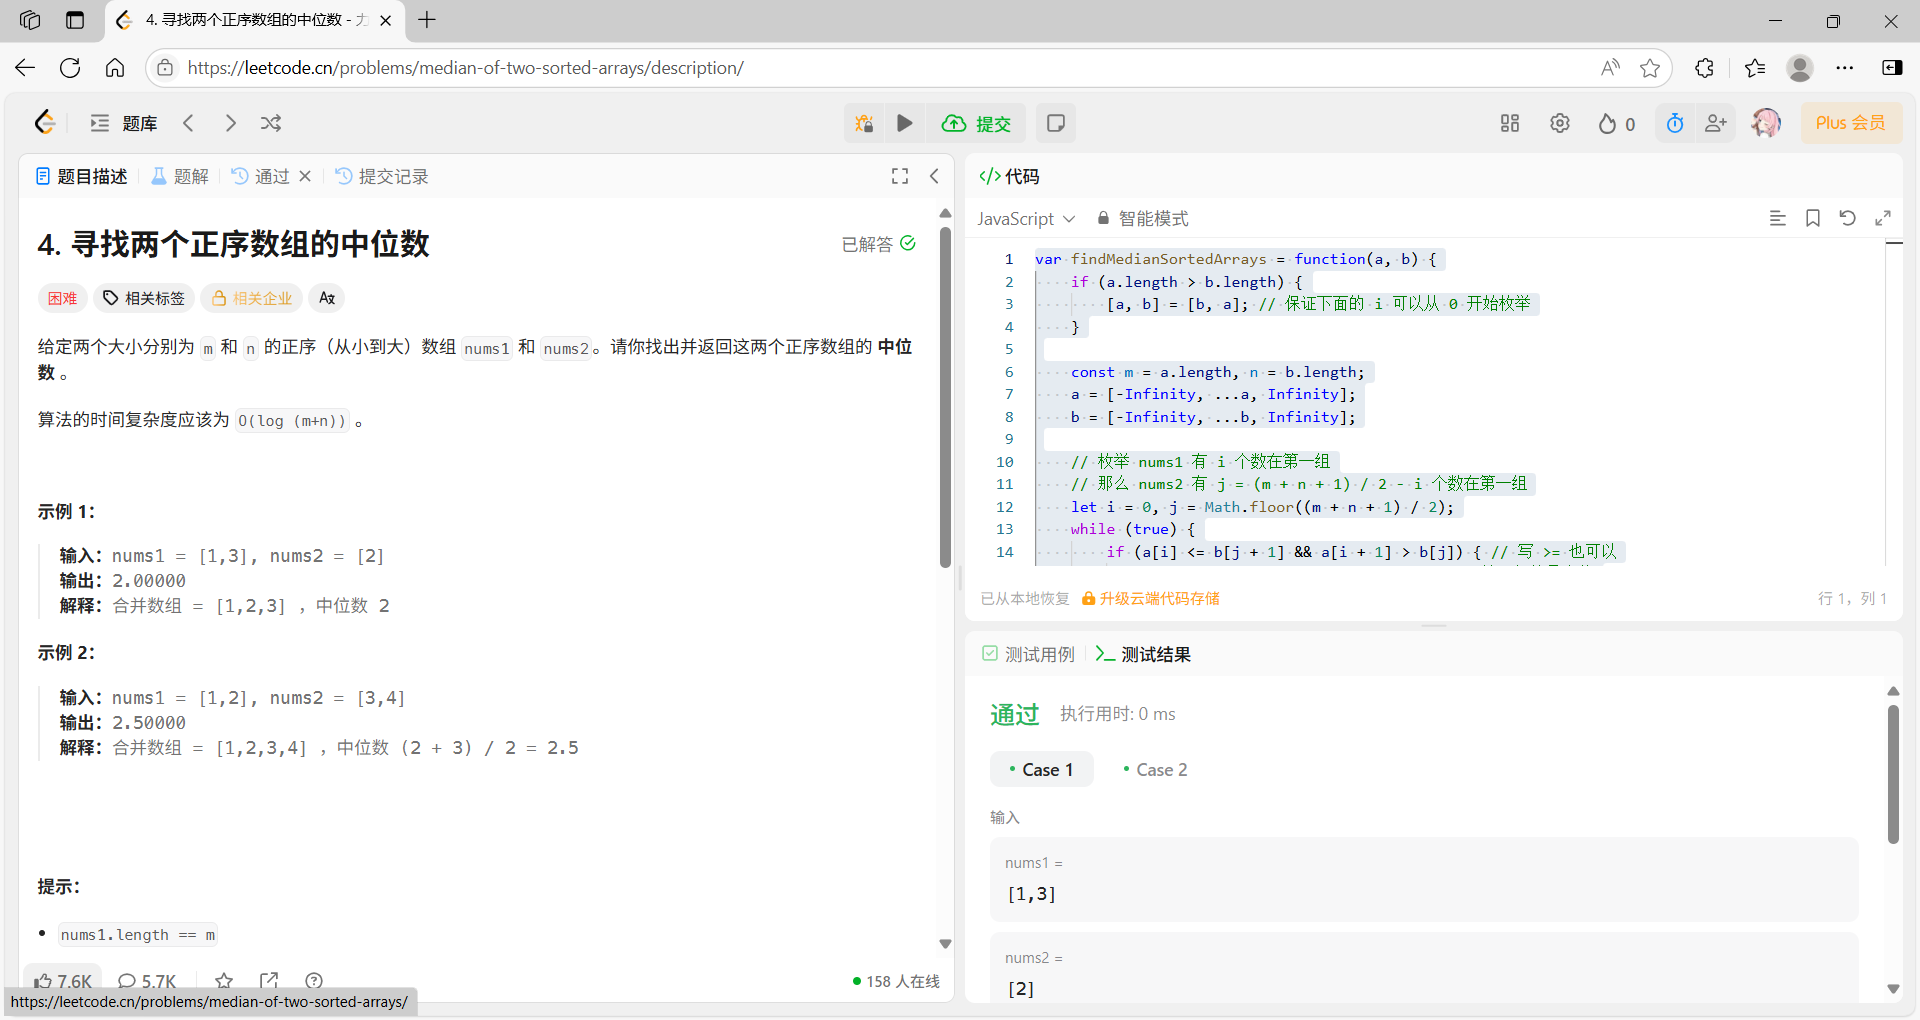 4. 寻找两个正序数组的中位数 - 力
https://leetcode.cn/problems/median-of-two-sorted-arrays/description/
题库
提交
0
Plus 会员
题目描述
题解
通过
提交记录
4. 寻找两个正序数组的中位数
已解答
困难
相关标签
相关企业
给定两个大小分别为 m 和 n 的正序（从小到大）数组 nums1 和 nums2。请你找出并返回这两个正序数组的 中位
数 。
算法的时间复杂度应该为 O(log (m+n)) 。
示例 1：
输入：nums1 = [1,3], nums2 = [2]
输出：2.00000
解释：合并数组 = [1,2,3] ，中位数 2
示例 2：
输入：nums1 = [1,2], nums2 = [3,4]
输出：2.50000
解释：合并数组 = [1,2,3,4] ，中位数 (2 + 3) / 2 = 2.5
提示：
• nums1.length == m
7.6K
5.7K
158 人在线
https://leetcode.cn/problems/median-of-two-sorted-arrays/
</> 代码
JavaScript
智能模式
1 var findMedianSortedArrays = function(a, b) {
2 if (a.length > b.length) {
3 [a, b] = [b, a]; // 保证下面的 i 可以从 0 开始枚举
4 }
5
6 const m = a.length, n = b.length;
7 a = [-Infinity, ...a, Infinity];
8 b = [-Infinity, ...b, Infinity];
9
10 // 枚举 nums1 有 i 个数在第一组
11 // 那么 nums2 有 j = (m + n + 1) / 2 - i 个数在第一组
12 let i = 0, j = Math.floor((m + n + 1) / 2);
13 while (true) {
14 if (a[i] <= b[j + 1] && a[i + 1] > b[j]) { // 写 >= 也可以
已从本地恢复
升级云端代码存储
行 1，列 1
测试用例
测试结果
通过
执行用时: 0 ms
• Case 1
• Case 2
输入
nums1 =
[1,3]
nums2 =
[2]